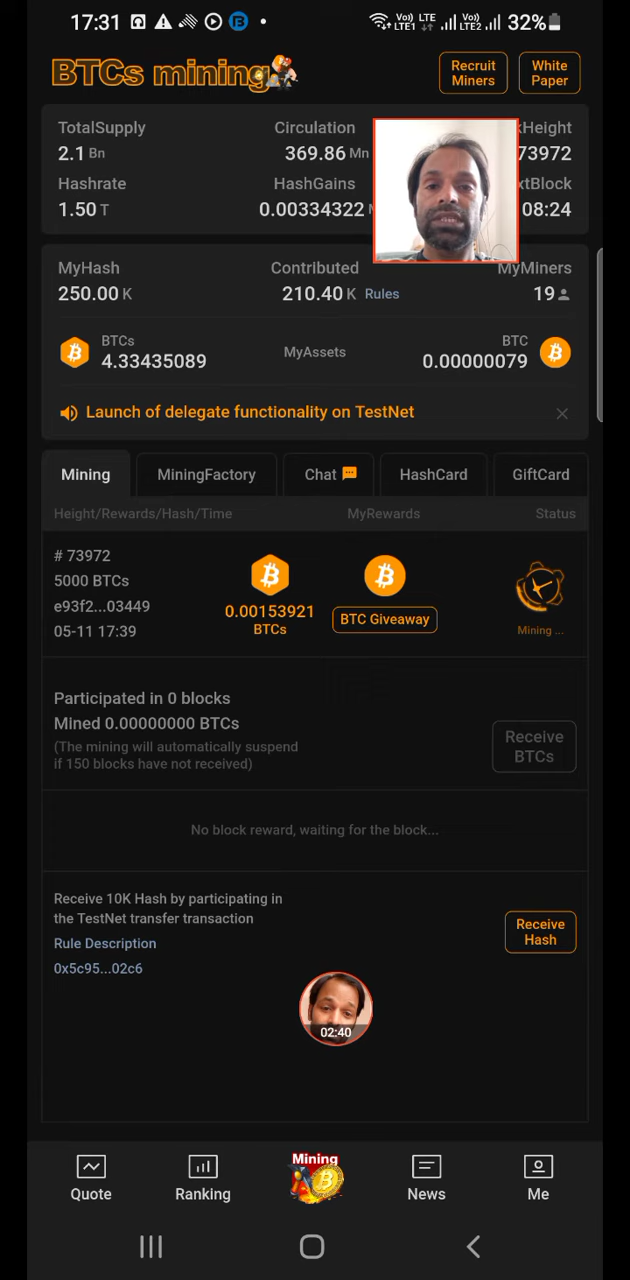 17:31
Vo) LTE LTE1 Vo) LTE2 32%
BTCs mining
Recruit Miners
White Paper
TotalSupply Circulation kHeight
2.1 Bn 369.86 Mn 73972
Hashrate HashGains xtBlock
1.50 T 0.00334322 08:24
MyHash Contributed MyMiners
250.00 K 210.40 K Rules 19
BTCs MyAssets BTC
4.33435089 0.00000079
Launch of delegate functionality on TestNet
Mining MiningFactory Chat HashCard GiftCard
Height/Rewards/Hash/Time MyRewards Status
# 73972
5000 BTCs
e93f2...03449
05-11 17:39
0.00153921
BTCs
BTC Giveaway
Mining ...
Participated in 0 blocks
Mined 0.00000000 BTCs
(The mining will automatically suspend
if 150 blocks have not received)
Receive
BTCs
No block reward, waiting for the block...
Receive 10K Hash by participating in
the TestNet transfer transaction
Rule Description
0x5c95...02c6
Receive
Hash
02:40
Mining
Quote Ranking News Me